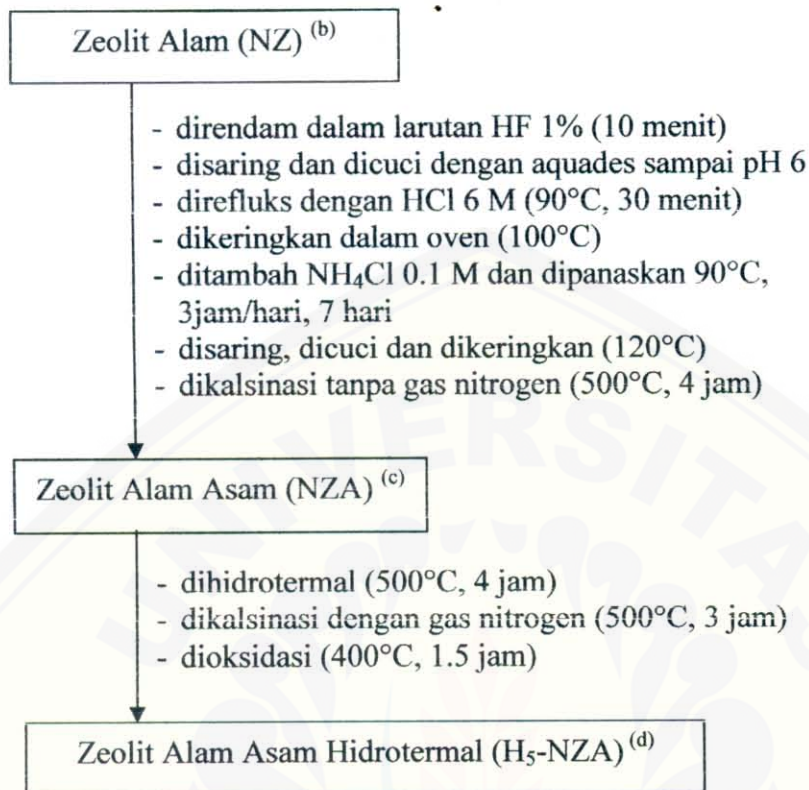 Zeolit Alam (NZ) (b)
- direndam dalam larutan HF 1% (10 menit)
- disaring dan dicuci dengan aquades sampai pH 6
- direfluks dengan HCl 6 M (90°C, 30 menit)
- dikeringkan dalam oven (100°C)
- ditambah NH₄Cl 0.1 M dan dipanaskan 90°C,
3jam/hari, 7 hari
- disaring, dicuci dan dikeringkan (120°C)
- dikalsinasi tanpa gas nitrogen (500°C, 4 jam)
Zeolit Alam Asam (NZA) (c)
- dihidrotermal (500°C, 4 jam)
- dikalsinasi dengan gas nitrogen (500°C, 3 jam)
- dioksidasi (400°C, 1.5 jam)
Zeolit Alam Asam Hidrotermal (H₅-NZA) (d)
UNIVERSITA